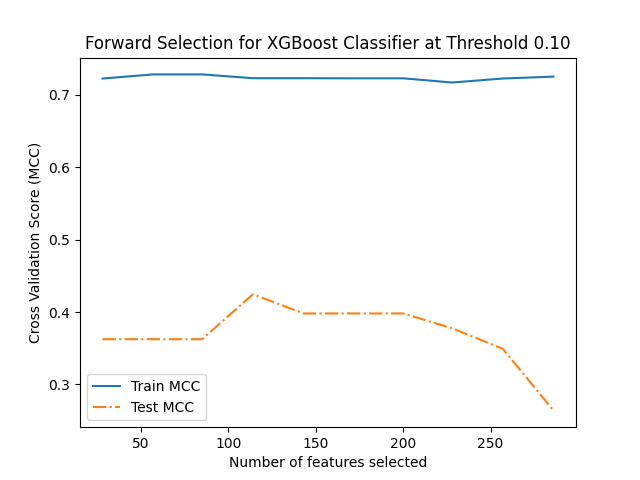 Forward Selection for XGBoost Classifier at Threshold 0.10
Cross Validation Score (MCC)
0.7
0.6
0.5
0.4
0.3
Train MCC
Test MCC
50 100 150 200 250
Number of features selected